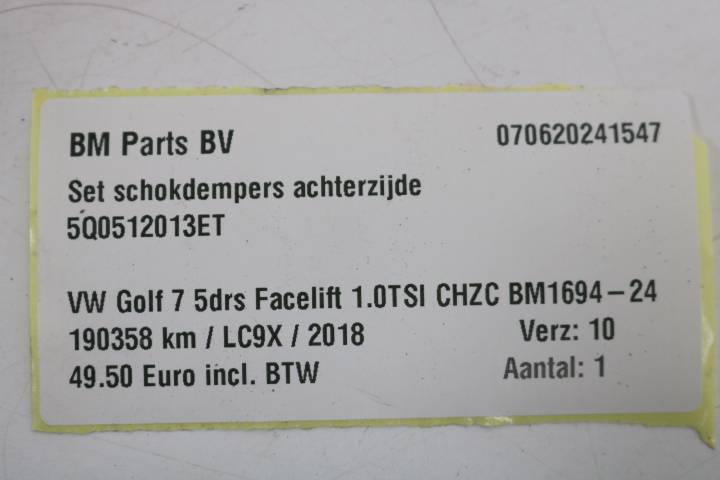 BM Parts BV 070620241547
Set schokdempers achterzijde
5Q0512013ET
VW Golf 7 5drs Facelift 1.0TSI CHZC BM1694-24
190358 km / LC9X / 2018 Verz: 10
49.50 Euro incl. BTW Aantal: 1